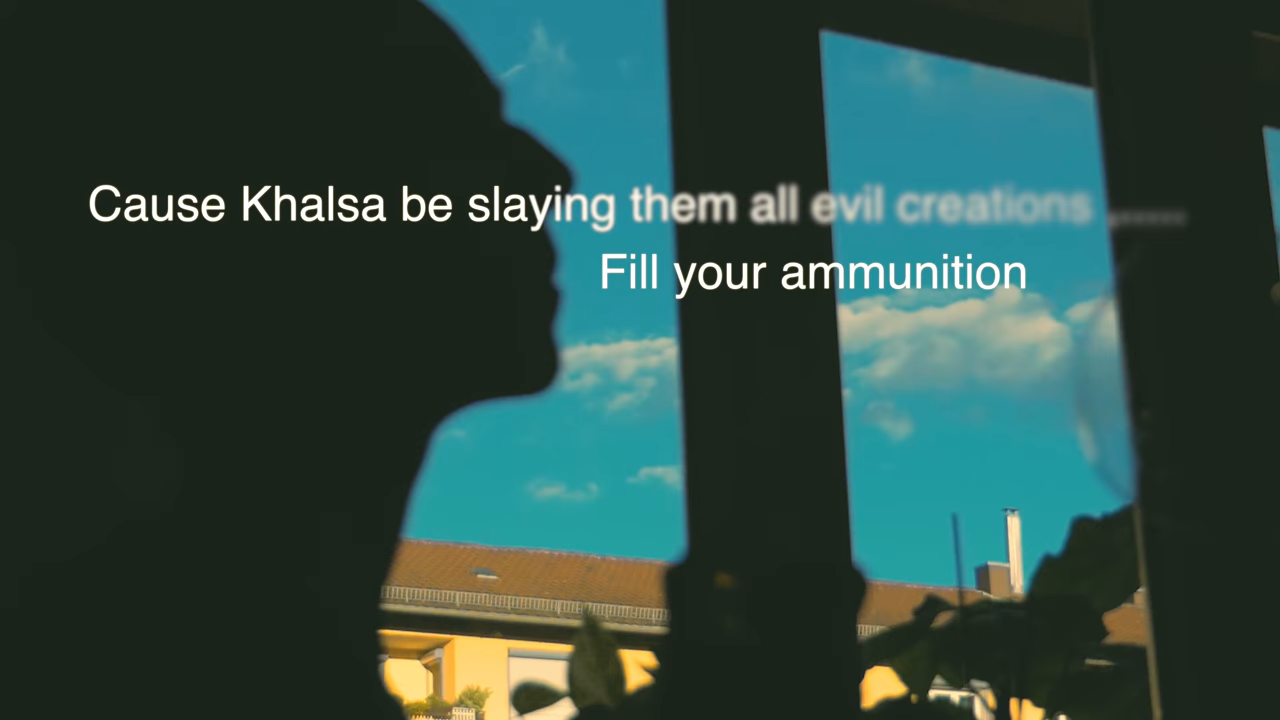 Cause Khalsa be slaying them all evil creations ......
Fill your ammunition